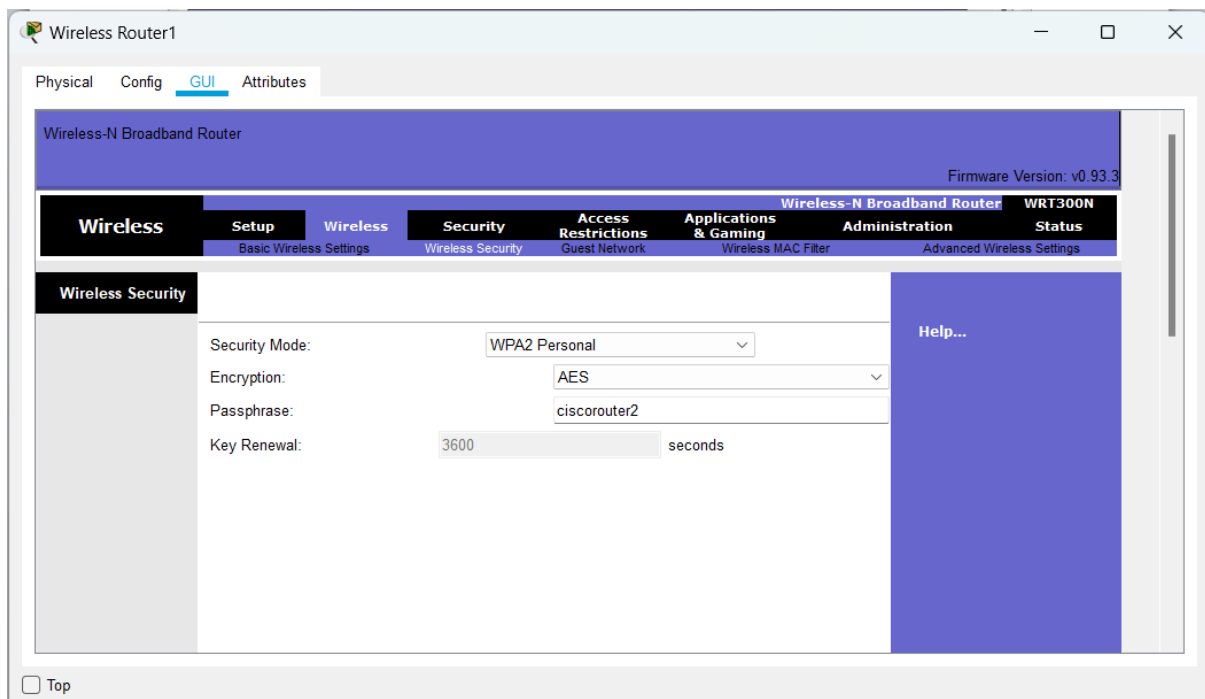 Wireless Router1
Physical Config GUI Attributes
Wireless-N Broadband Router
Firmware Version: v0.93.3
Wireless-N Broadband Router WRT300N
Wireless Setup Wireless Security Access Restrictions Applications & Gaming Administration Status
Basic Wireless Settings Wireless Security Guest Network Wireless MAC Filter Advanced Wireless Settings
Wireless Security
Help...
Security Mode: WPA2 Personal
Encryption: AES
Passphrase: ciscorouter2
Key Renewal: 3600 seconds
Top